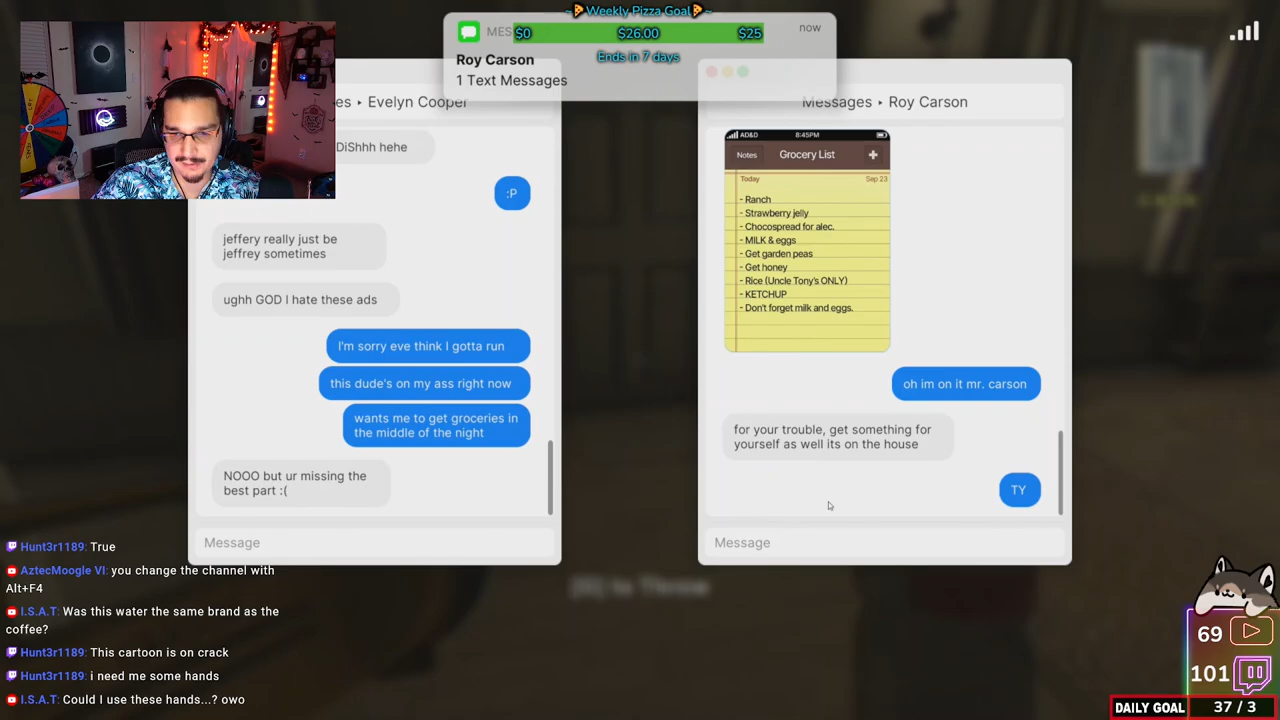 ~🍕Weekly Pizza Goal🍕~
MES
$0
$26.00
$25
now
Ends in 7 days
Roy Carson
1 Text Messages
es ▸ Evelyn Cooper
DiShhh hehe
:P
jeffery really just be
jeffrey sometimes
ughh GOD I hate these ads
I'm sorry eve think I gotta run
this dude's on my ass right now
wants me to get groceries in
the middle of the night
NOOO but ur missing the
best part :(
Message
Messages ▸ Roy Carson
AD&D
8:45PM
Notes
Grocery List
+
Today
Sep 23
- Ranch
- Strawberry jelly
- Chocospread for alec.
- MILK & eggs
- Get garden peas
- Get honey
- Rice (Uncle Tony's ONLY)
- KETCHUP
- Don't forget milk and eggs.
oh im on it mr. carson
for your trouble, get something for
yourself as well its on the house
TY
Message
to Throw
Hunt3r1189: True
AztecMoogle VI: you change the channel with
Alt+F4
I.S.A.T: Was this water the same brand as the
coffee?
Hunt3r1189: This cartoon is on crack
Hunt3r1189: i need me some hands
I.S.A.T: Could I use these hands...? owo
69
101
DAILY GOAL
37 / 3